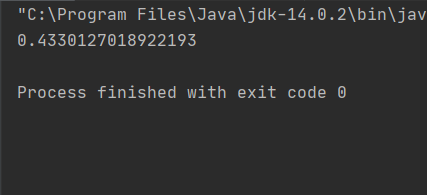 "C:\Program Files\Java\jdk-14.0.2\bin\jav
0.4330127018922193
Process finished with exit code 0